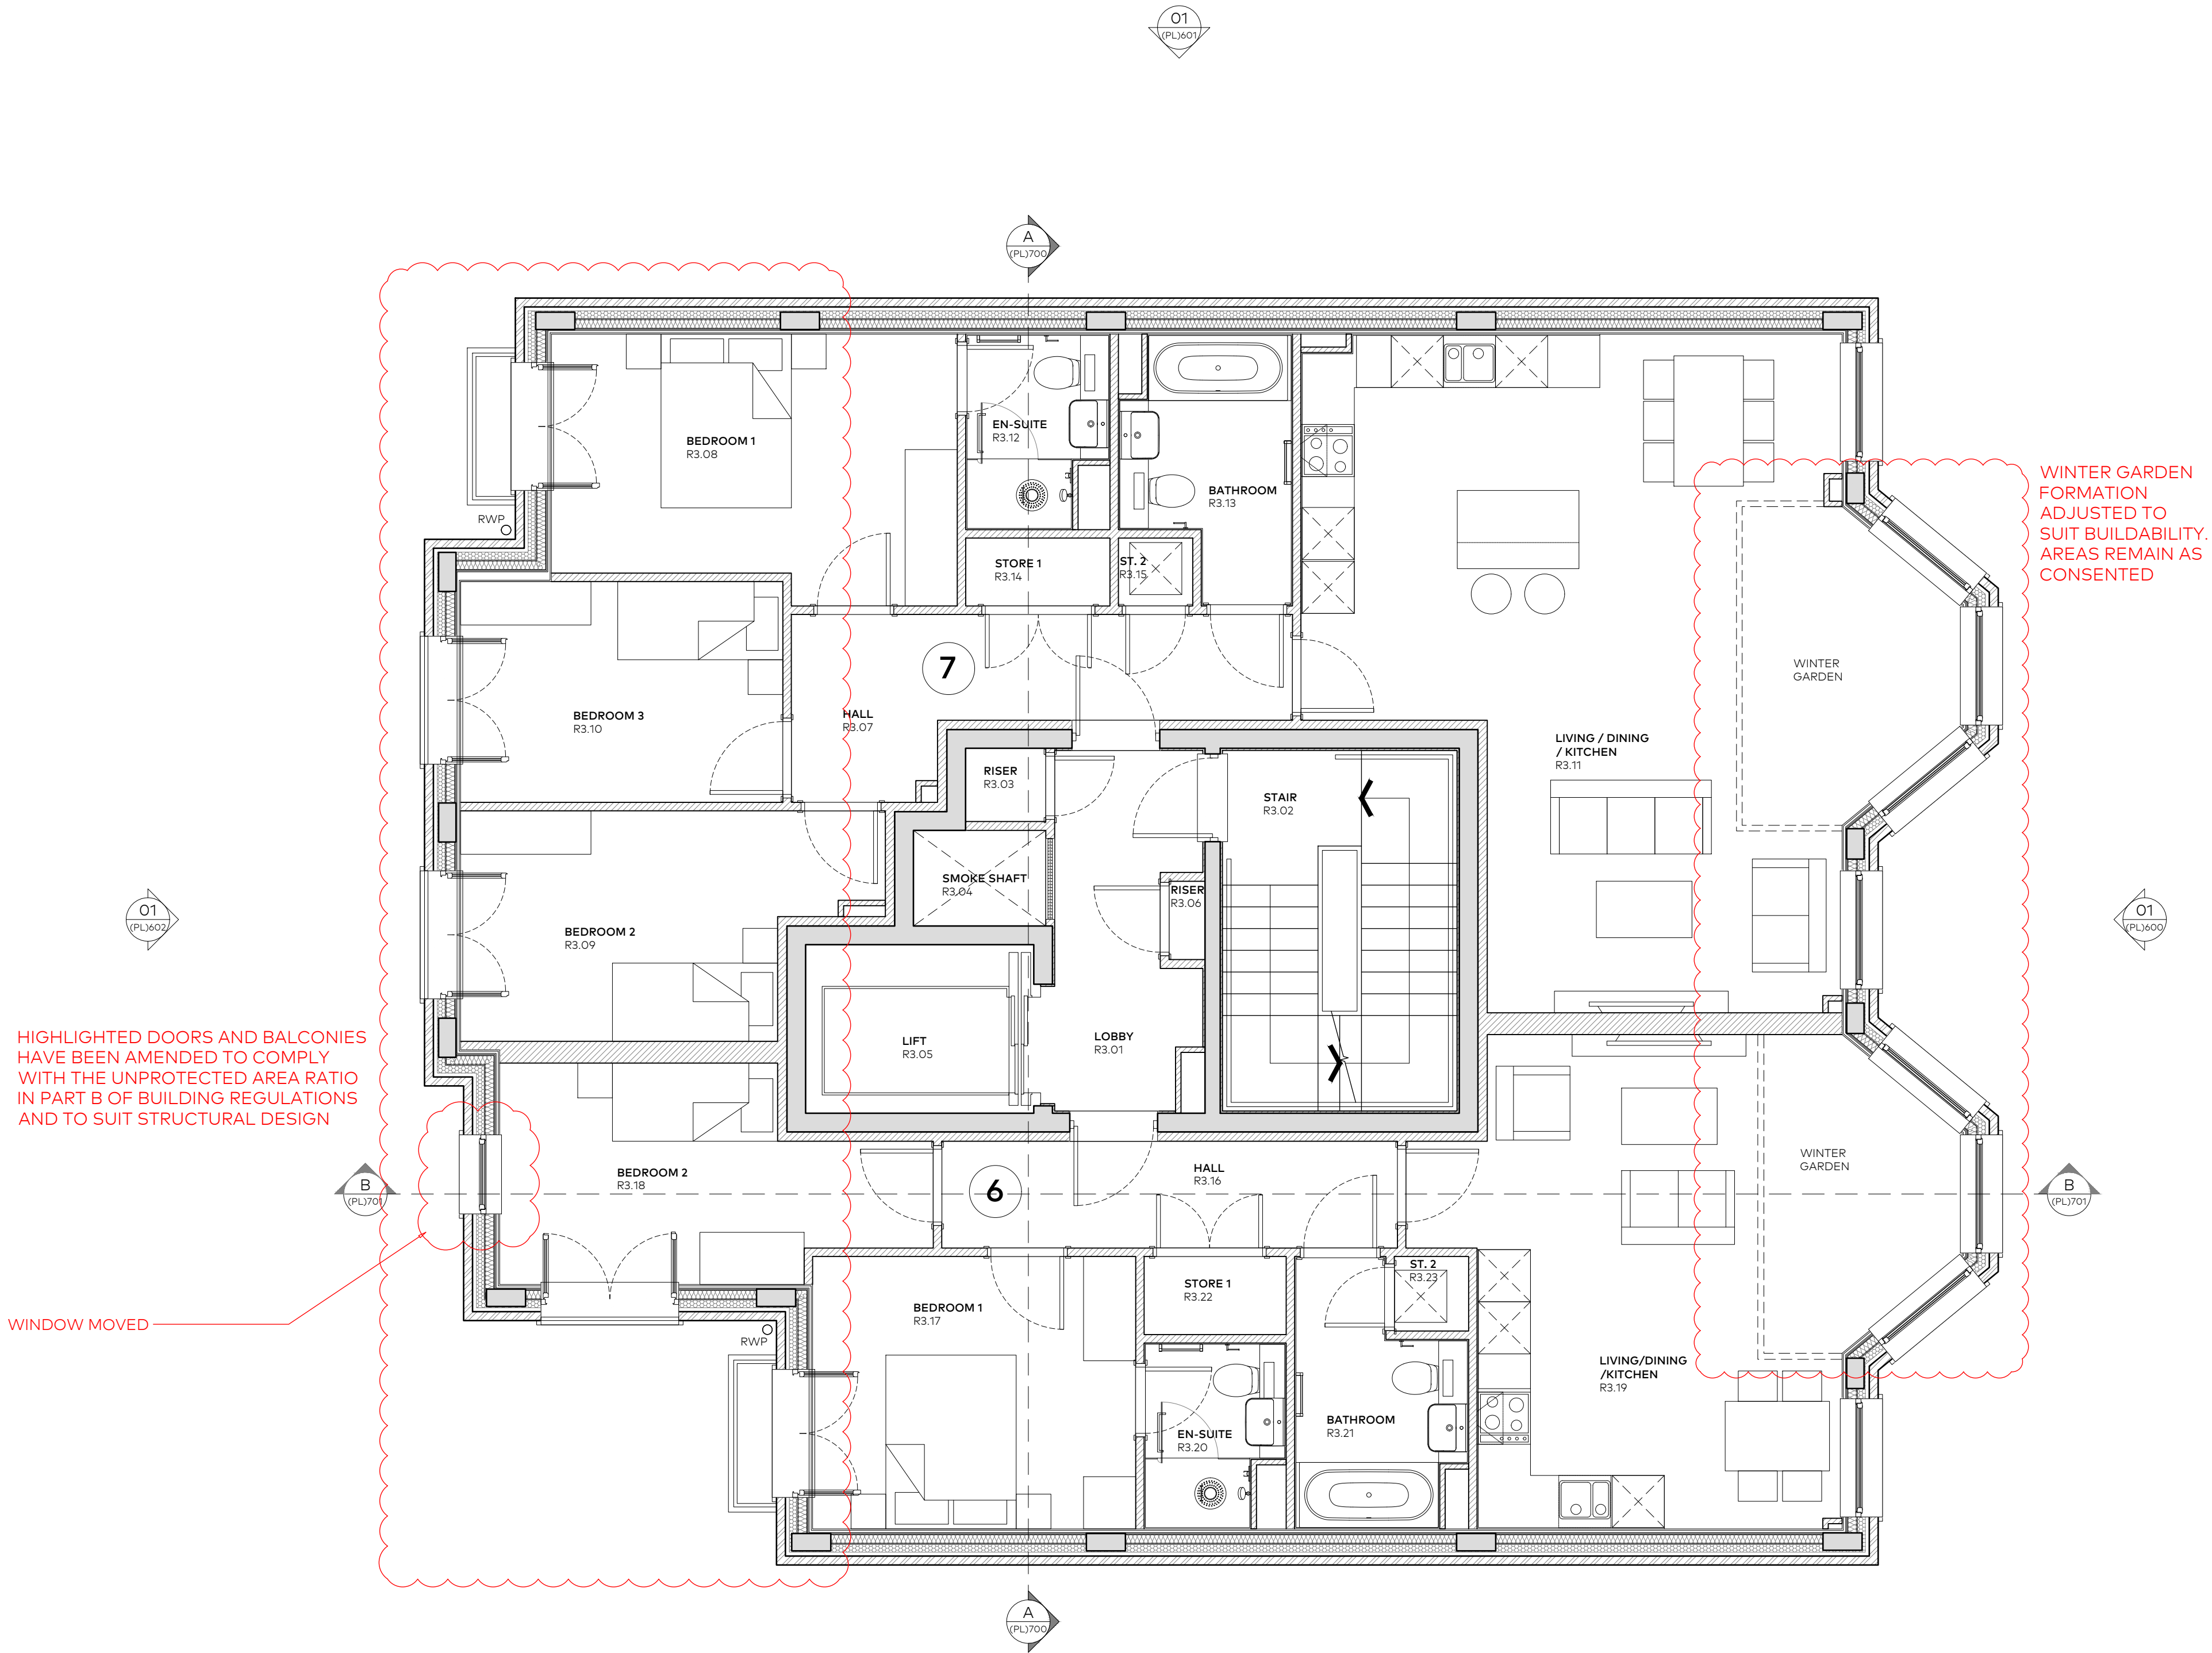 01
(PL)601
A
(PL)700
BEDROOM 1
R3.08
EN-SUITE
R3.12
BATHROOM
R3.13
RWP
WINTER GARDEN
FORMATION
ADJUSTED TO
SUIT BUILDABILITY.
AREAS REMAIN AS
CONSENTED
STORE 1
R3.14
ST. 2
R3.15
7
WINTER
GARDEN
BEDROOM 3
R3.10
HALL
R3.07
LIVING / DINING
/ KITCHEN
R3.11
RISER
R3.03
STAIR
R3.02
SMOKE SHAFT
R3.04
RISER
R3.06
01
(PL)602
BEDROOM 2
R3.09
01
(PL)600
HIGHLIGHTED DOORS AND BALCONIES
HAVE BEEN AMENDED TO COMPLY
WITH THE UNPROTECTED AREA RATIO
IN PART B OF BUILDING REGULATIONS
AND TO SUIT STRUCTURAL DESIGN
LIFT
R3.05
LOBBY
R3.01
B
(PL)701
BEDROOM 2
R3.18
6
HALL
R3.16
WINTER
GARDEN
B
(PL)701
WINDOW MOVED
RWP
BEDROOM 1
R3.17
STORE 1
R3.22
ST. 2
R3.23
LIVING/DINING
/KITCHEN
R3.19
EN-SUITE
R3.20
BATHROOM
R3.21
A
(PL)700